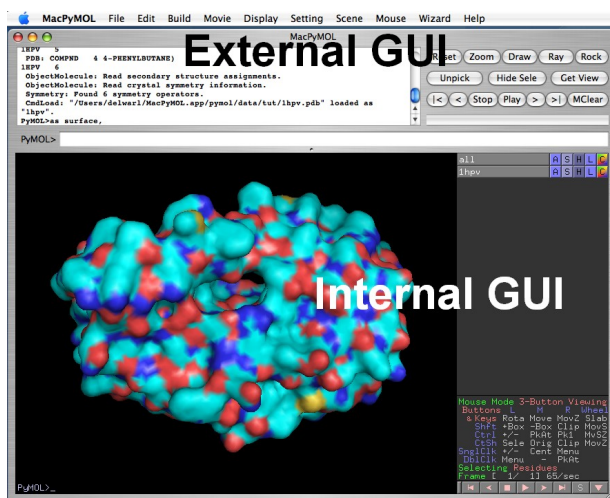 MacPyMOL File Edit Build Movie Display Setting Scene Mouse Wizard Help
MacPyMOL
External GUI
1HPV 5
PDB: COMPND 4 4-PHENYLBUTANE)
1HPV 6
ObjectMolecule: Read secondary structure assignments.
ObjectMolecule: Read crystal symmetry information.
Symmetry: Found 6 symmetry operators.
CmdLoad: "/Users/delwarl/MacPyMOL.app/pymol/data/tut/1hpv.pdb" loaded as
"1hpv".
PyMOL>as surface,
Reset Zoom Draw Ray Rock
Unpick Hide Sele Get View
|< < Stop Play > >| MClear
PyMOL>
all A S H L C
1hpv A S H L C
Internal GUI
Mouse Mode 3-Button Viewing
Buttons L M R Wheel
& Keys Rota Move MovZ Slab
Shft +Box -Box Clip MovS
Ctrl +/- PkAt Pk1 MvSZ
CtSh Sele Orig Clip MovZ
SnglClk +/- Cent Menu
DblClk Menu - PkAt
Selecting Residues
Frame [ 1/ 1] 65/sec
S
PyMOL>_